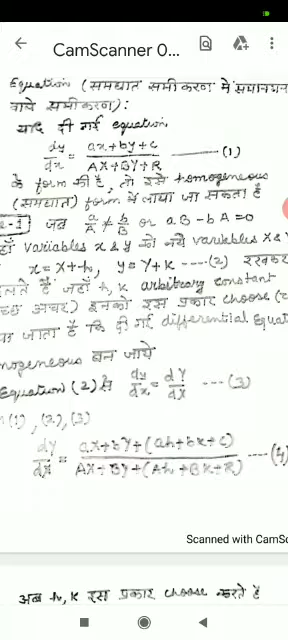 CamScanner 0...
Equation (समघात समीकरण में समानयन
वाले समीकरण):
यदि दी गई equation
dy/dx = ax+by+c / AX+BY+R ——— (1)
के form की है, तो इसे homogeneous
(समघात) form में लाया जा सकता है
e-1) जब a/A ≠ b/B or aB-bA=0
variables x & y को नये variables X & Y
x = X+h, y = Y+k ----(2) रखकर
जहाँ h, k arbitrary constant
अचर) इनको इस प्रकार choose
जाता है कि दी गई differential Equat
mogeneous बन जाये
Equation (2) से dy/dx = dY/dX --- (3)
(1), (2), (3)
dY/dX = ax+by+(ah+bk+c) / AX+BY+(Ah+BK+R) ---(4)
Scanned with CamSc
अब h, k इस प्रकार choose करते है